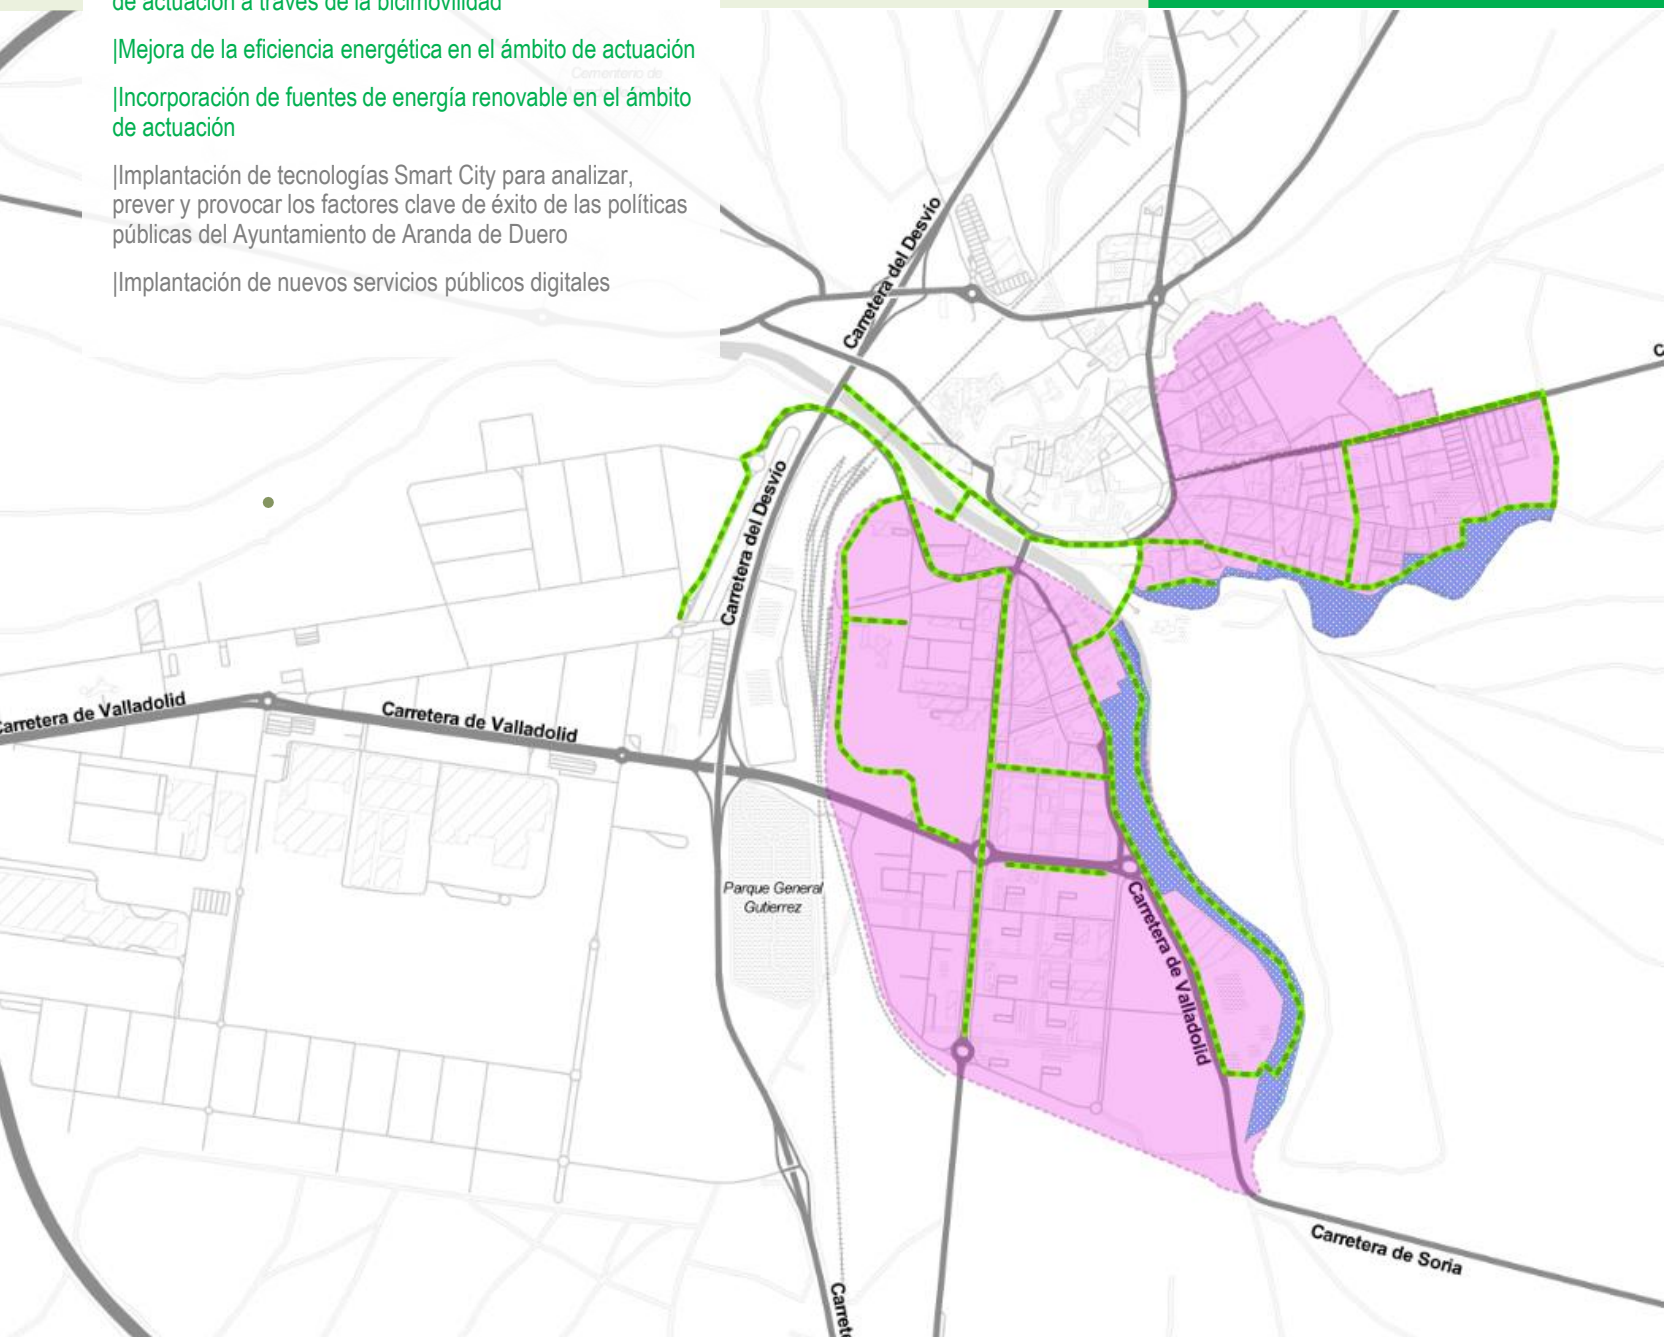 de actuación a través de la bicimovilidad
|Mejora de la eficiencia energética en el ámbito de actuación
Cementerio de
|Incorporación de fuentes de energía renovable en el ámbito
de actuación
|Implantación de tecnologías Smart City para analizar,
prever y provocar los factores clave de éxito de las políticas
públicas del Ayuntamiento de Aranda de Duero
|Implantación de nuevos servicios públicos digitales
Carretera del Desvío
C
Carretera del Desvío
Carretera de Valladolid
Carretera de Valladolid
Parque General
Gutierrez
Carretera de Valladolid
Carretera de Soria
Carret